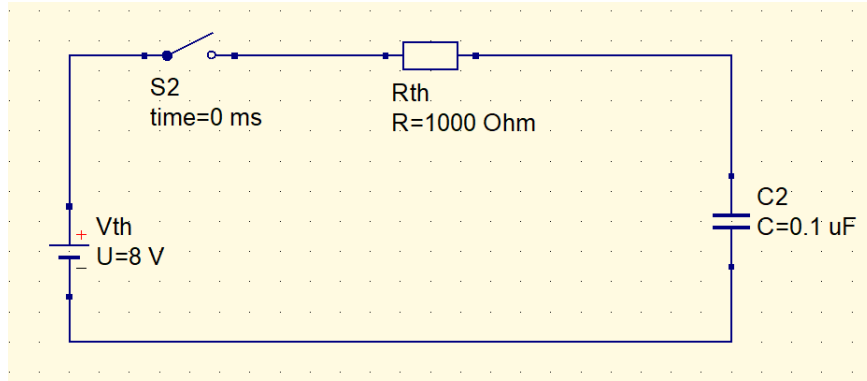 S2
time=0 ms
Rth
R=1000 Ohm
C2
C=0.1 uF
Vth
U=8 V